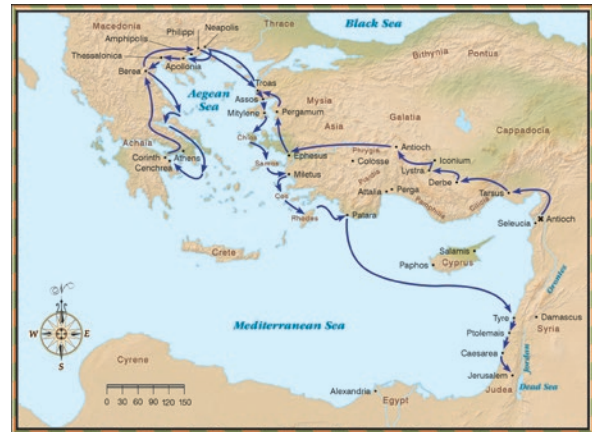 Macedonia
Philippi
Neapolis
Amphipolis
Thessalonica
Apollonia
Berea
Thrace
Black Sea
Bithynia
Pontus
Aegean
Sea
Troas
Assos
Mitylene
Mysia
Pergamum
Asia
Galatia
Cappadocia
Achaia
Corinth
Athens
Cenchrea
Chios
Samos
Ephesus
Miletus
Cos
Rhodes
Patara
Phrygia
Antioch
Colosse
Pisidia
Iconium
Lystra
Derbe
Attalia
Perga
Pamphylia
Cilicia
Tarsus
Seleucia
Antioch
Crete
Salamis
Paphos
Cyprus
Orontes
Mediterranean Sea
Tyre
Damascus
Syria
Ptolemais
Caesarea
Jordan
Jerusalem
Judea
Dead Sea
Cyrene
Alexandria
Egypt
N
W
E
S
0 30 60 90 120 150